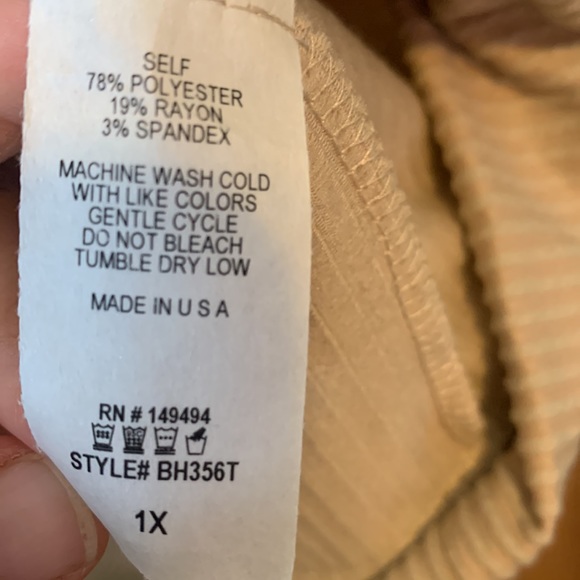 SELF
78% POLYESTER
19% RAYON
3% SPANDEX
MACHINE WASH COLD
WITH LIKE COLORS
GENTLE CYCLE
DO NOT BLEACH
TUMBLE DRY LOW
MADE IN U S A
RN # 149494
STYLE# BH356T
1X